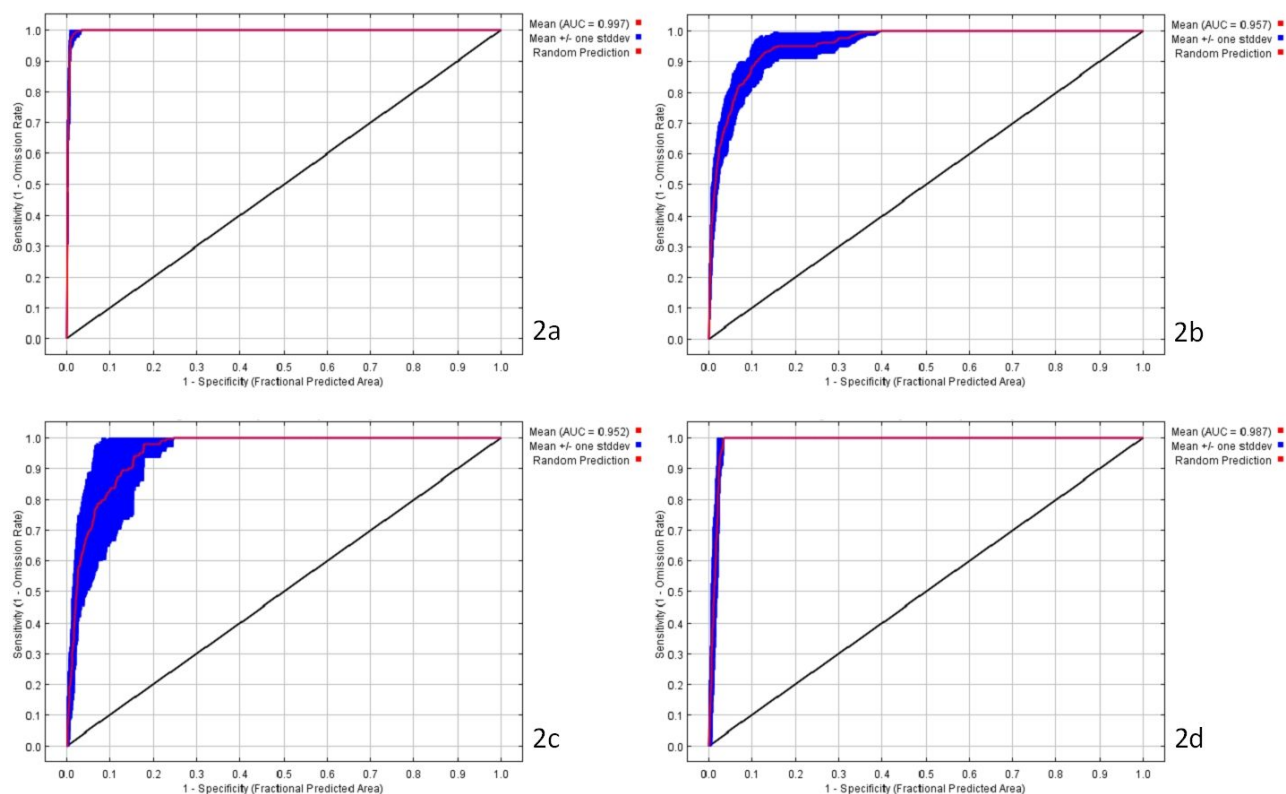 Mean (AUC = 0.997)
Mean +/- one stddev
Random Prediction
Sensitivity (1 - Omission Rate)
1.0
0.9
0.8
0.7
0.6
0.5
0.4
0.3
0.2
0.1
0.0
0.0 0.1 0.2 0.3 0.4 0.5 0.6 0.7 0.8 0.9 1.0
1 - Specificity (Fractional Predicted Area)
2a
Mean (AUC = 0.957)
Mean +/- one stddev
Random Prediction
Sensitivity (1 - Omission Rate)
1.0
0.9
0.8
0.7
0.6
0.5
0.4
0.3
0.2
0.1
0.0
0.0 0.1 0.2 0.3 0.4 0.5 0.6 0.7 0.8 0.9 1.0
1 - Specificity (Fractional Predicted Area)
2b
Mean (AUC = 0.952)
Mean +/- one stddev
Random Prediction
Sensitivity (1 - Omission Rate)
1.0
0.9
0.8
0.7
0.6
0.5
0.4
0.3
0.2
0.1
0.0
0.0 0.1 0.2 0.3 0.4 0.5 0.6 0.7 0.8 0.9 1.0
1 - Specificity (Fractional Predicted Area)
2c
Mean (AUC = 0.987)
Mean +/- one stddev
Random Prediction
Sensitivity (1 - Omission Rate)
1.0
0.9
0.8
0.7
0.6
0.5
0.4
0.3
0.2
0.1
0.0
0.0 0.1 0.2 0.3 0.4 0.5 0.6 0.7 0.8 0.9 1.0
1 - Specificity (Fractional Predicted Area)
2d